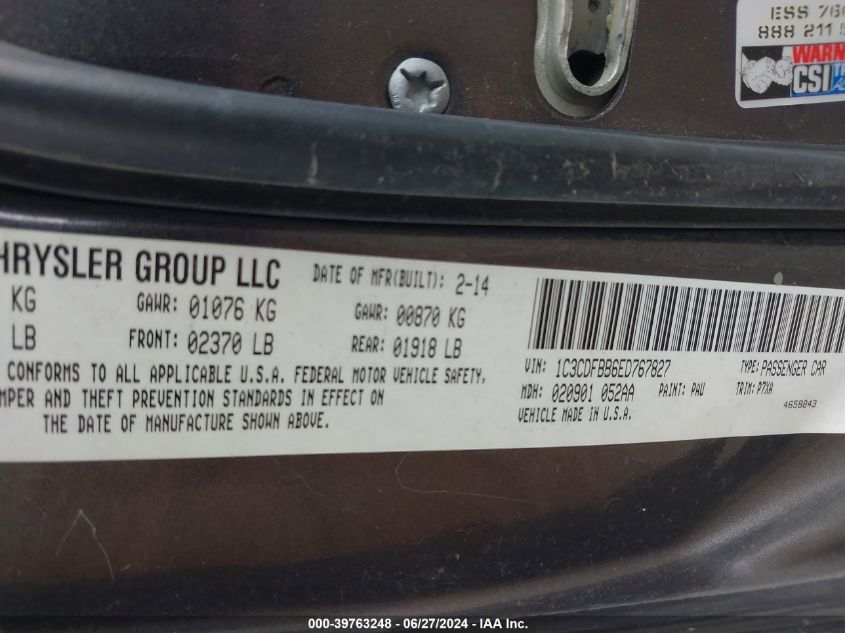 ESS
888 211
WARN
CSI
HRYSLER GROUP LLC
DATE OF MFR(BUILT): 2-14
KG GAWR: 01076 KG GAWR: 00870 KG
LB FRONT: 02370 LB REAR: 01918 LB
CONFORMS TO ALL APPLICABLE U.S.A. FEDERAL MOTOR VEHICLE SAFETY,
MPER AND THEFT PREVENTION STANDARDS IN EFFECT ON
THE DATE OF MANUFACTURE SHOWN ABOVE.
VIN: 1C3CDFBB6ED767827 TYPE: PASSENGER CAR
MDH: 020901 052AA PAINT: PAU TRIM: P7XA
VEHICLE MADE IN U.S.A. 4658043
000-39763248 - 06/27/2024 - IAA Inc.